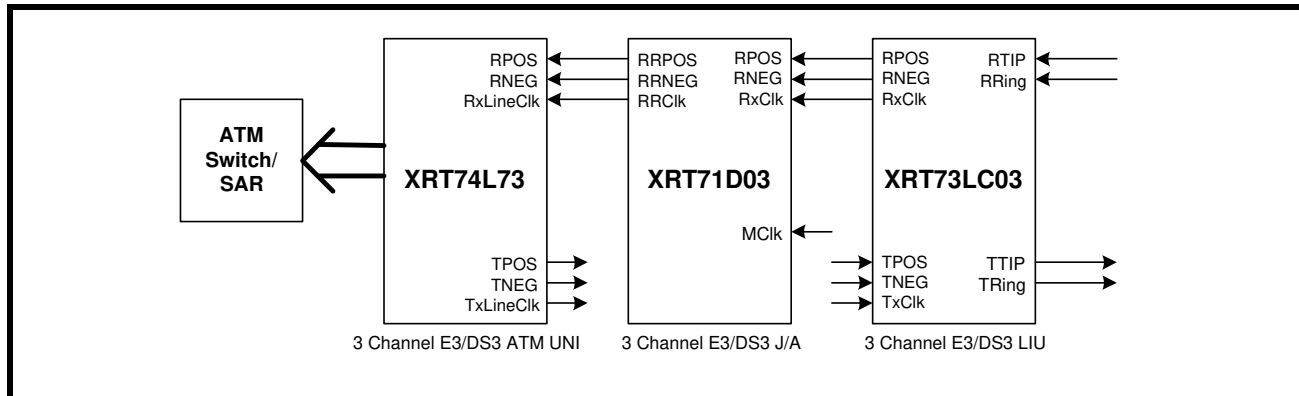 ATM
Switch/
SAR
RPOS
RNEG
RxLineClk
XRT74L73
TPOS
TNEG
TxLineClk
3 Channel E3/DS3 ATM UNI
RRPOS
RRNEG
RRClk
RPOS
RNEG
RxClk
XRT71D03
MClk
3 Channel E3/DS3 J/A
RPOS
RNEG
RxClk
RTIP
RRing
XRT73LC03
TPOS
TNEG
TxClk
TTIP
TRing
3 Channel E3/DS3 LIU